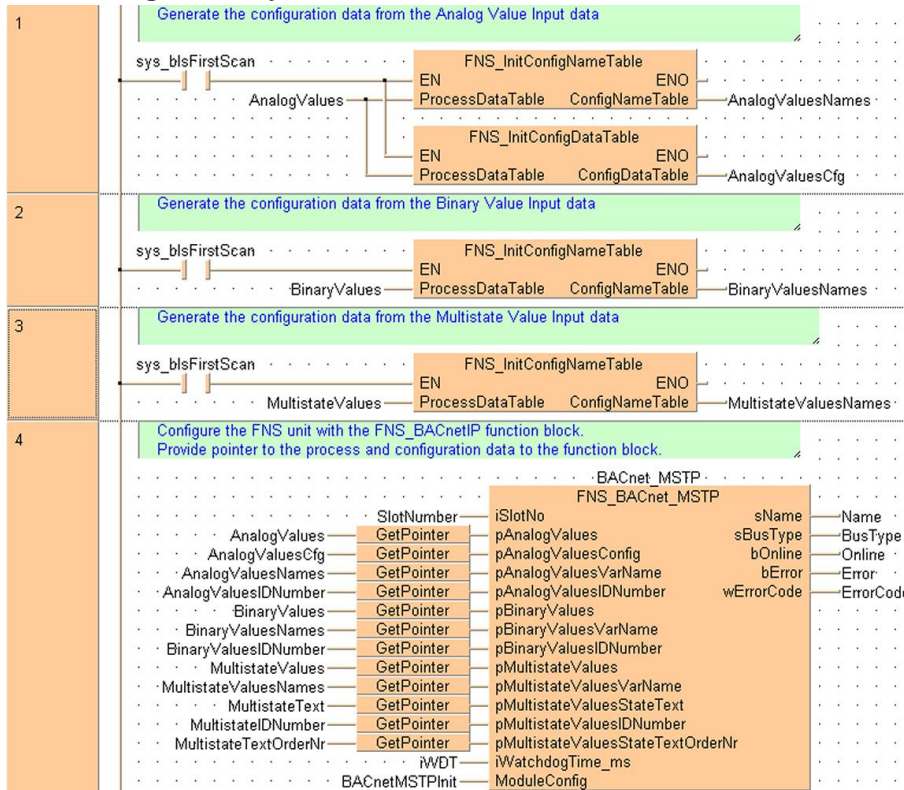 1
Generate the configuration data from the Analog Value Input data
sys_bIsFirstScan
FNS_InitConfigNameTable
EN ENO
AnalogValues ProcessDataTable ConfigNameTable AnalogValuesNames
FNS_InitConfigDataTable
EN ENO
ProcessDataTable ConfigDataTable AnalogValuesCfg
2
Generate the configuration data from the Binary Value Input data
sys_bIsFirstScan
FNS_InitConfigNameTable
EN ENO
BinaryValues ProcessDataTable ConfigNameTable BinaryValuesNames
3
Generate the configuration data from the Multistate Value Input data
sys_bIsFirstScan
FNS_InitConfigNameTable
EN ENO
MultistateValues ProcessDataTable ConfigNameTable MultistateValuesNames
4
Configure the FNS unit with the FNS_BACnetIP function block.
Provide pointer to the process and configuration data to the function block.
BACnet_MSTP
FNS_BACnet_MSTP
SlotNumber iSlotNo sName Name
AnalogValues GetPointer pAnalogValues sBusType BusType
AnalogValuesCfg GetPointer pAnalogValuesConfig bOnline Online
AnalogValuesNames GetPointer pAnalogValuesVarName bError Error
AnalogValuesIDNumber GetPointer pAnalogValuesIDNumber wErrorCode ErrorCode
BinaryValues GetPointer pBinaryValues
BinaryValuesNames GetPointer pBinaryValuesVarName
BinaryValuesIDNumber GetPointer pBinaryValuesIDNumber
MultistateValues GetPointer pMultistateValues
MultistateValuesNames GetPointer pMultistateValuesVarName
MultistateText GetPointer pMultistateValuesStateText
MultistateIDNumber GetPointer pMultistateValuesIDNumber
MultistateTextOrderNr GetPointer pMultistateValuesStateTextOrderNr
iWDT iWatchdogTime_ms
BACnetMSTPInit ModuleConfig